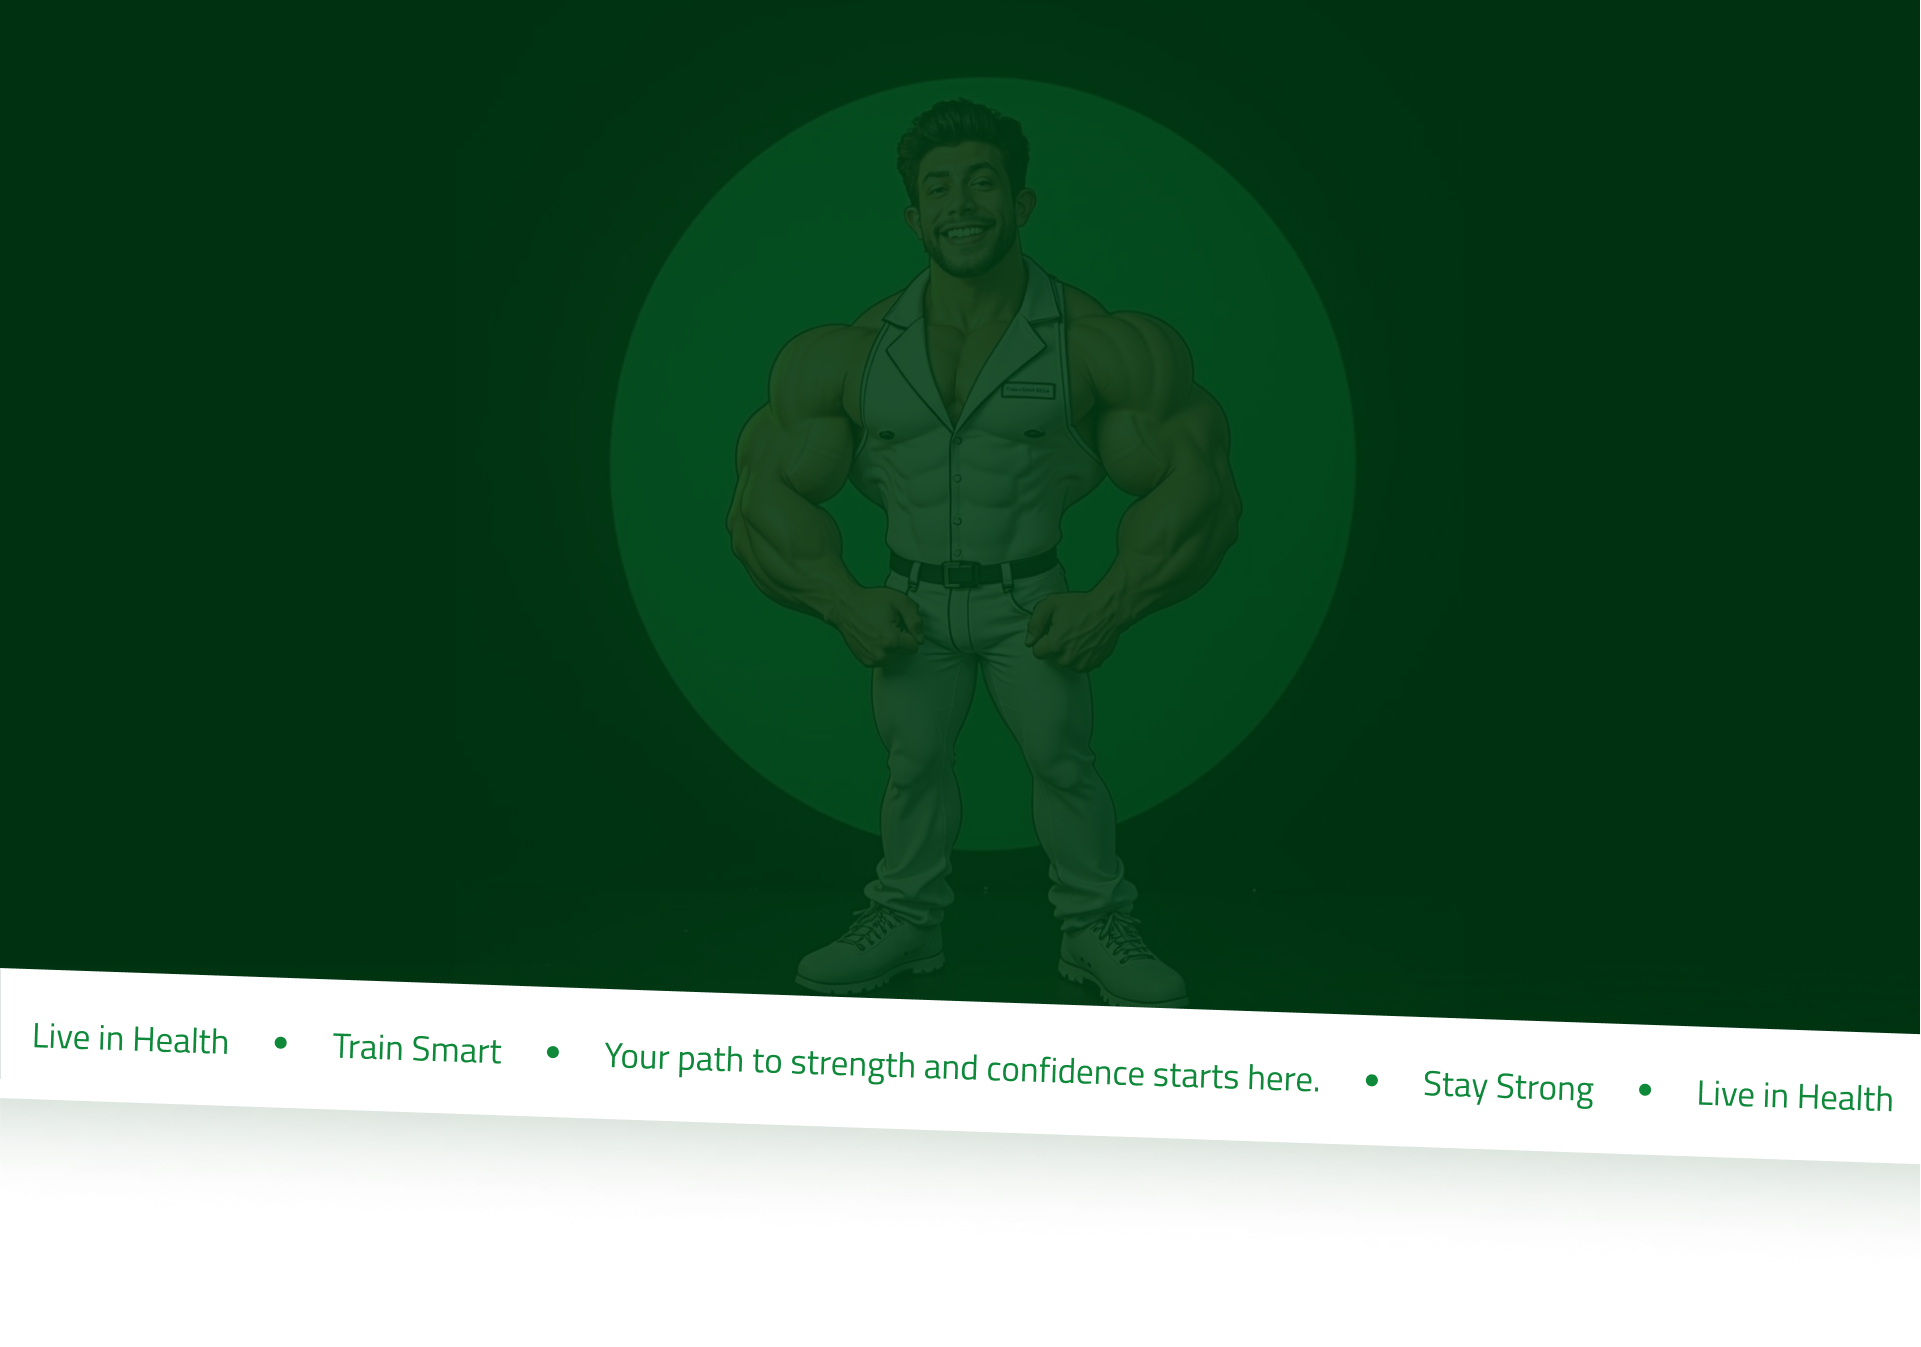 Live in Health • Train Smart • Your path to strength and confidence starts here. • Stay Strong • Live in Health